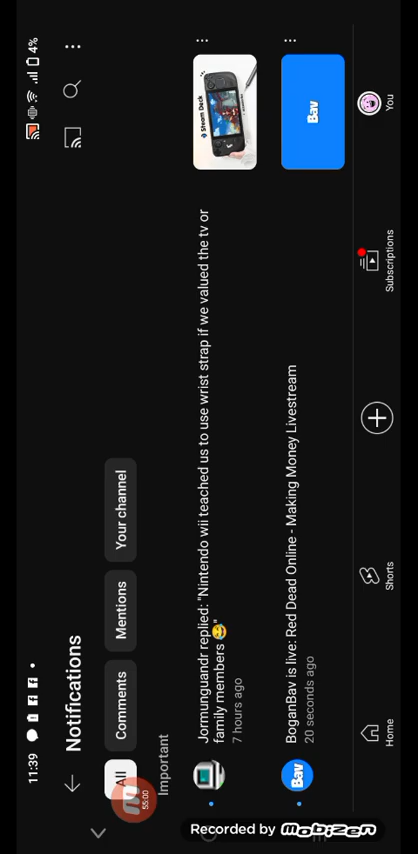 11:39
4%
Notifications
All
Comments
Mentions
Your channel
55:00
Important
Jormunguandr replied: "Nintendo wii teached us to use wrist strap if we valued the tv or
family members 😅"
7 hours ago
Steam Deck
BoganBav is live: Red Dead Online - Making Money Livestream
20 seconds ago
Bav
Bav
Home
Shorts
Subscriptions
You
Recorded by MOBIZEN